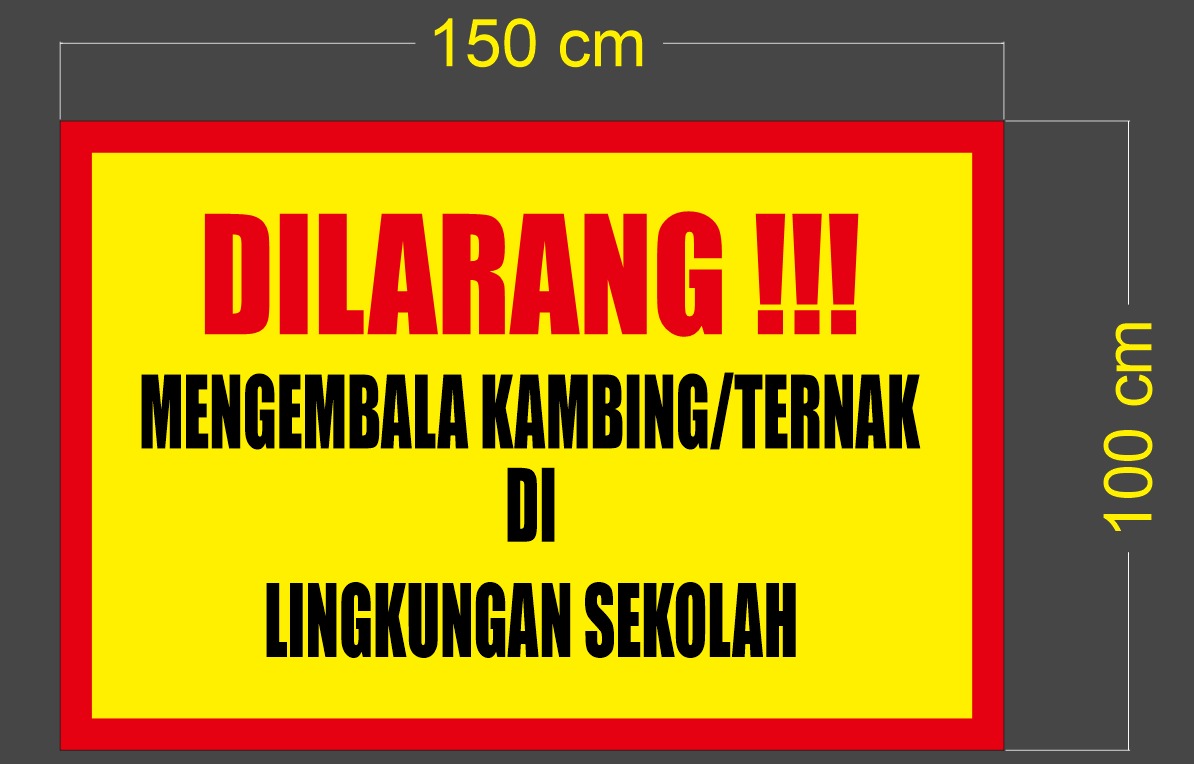 150 cm
DILARANG !!!
MENGEMBALA KAMBING/TERNAK
DI
LINGKUNGAN SEKOLAH
100 cm